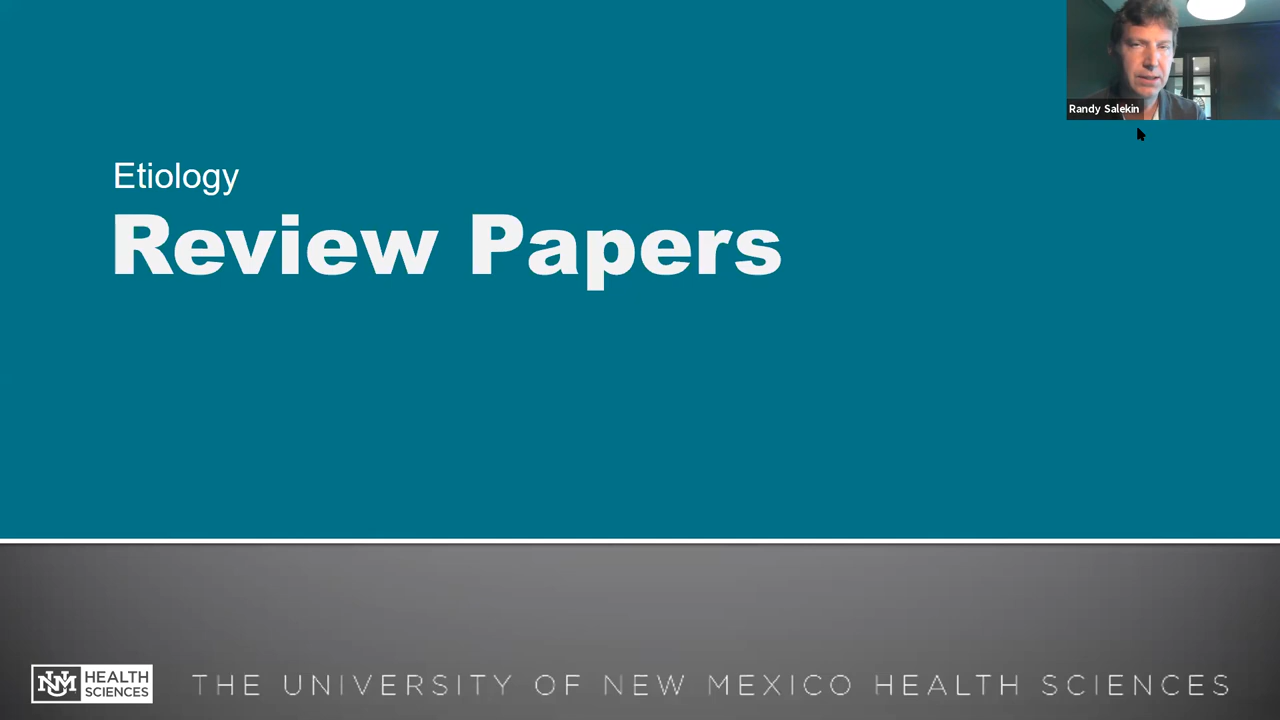 Randy Salekin
Etiology
Review Papers
UNM HEALTH
SCIENCES
THE UNIVERSITY OF NEW MEXICO HEALTH SCIENCES